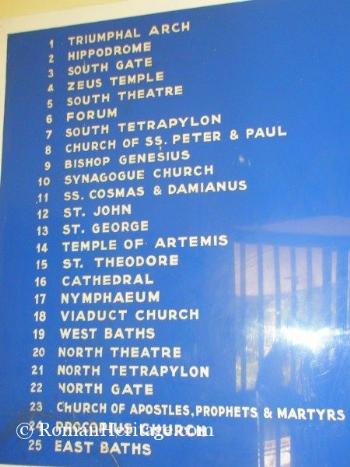 1 TRIUMPHAL ARCH
2 HIPPODROME
3 SOUTH GATE
4 ZEUS TEMPLE
5 SOUTH THEATRE
6 FORUM
7 SOUTH TETRAPYLON
8 CHURCH OF SS. PETER & PAUL
9 BISHOP GENESIUS
10 SYNAGOGUE CHURCH
11 SS. COSMAS & DAMIANUS
12 ST. JOHN
13 ST. GEORGE
14 TEMPLE OF ARTEMIS
15 ST. THEODORE
16 CATHEDRAL
17 NYMPHAEUM
18 VIADUCT CHURCH
19 WEST BATHS
20 NORTH THEATRE
21 NORTH TETRAPYLON
22 NORTH GATE
23 CHURCH OF APOSTLES, PROPHETS & MARTYRS
24 PROCOPIUS CHURCH
© RomanHeritage.com
25 EAST BATHS